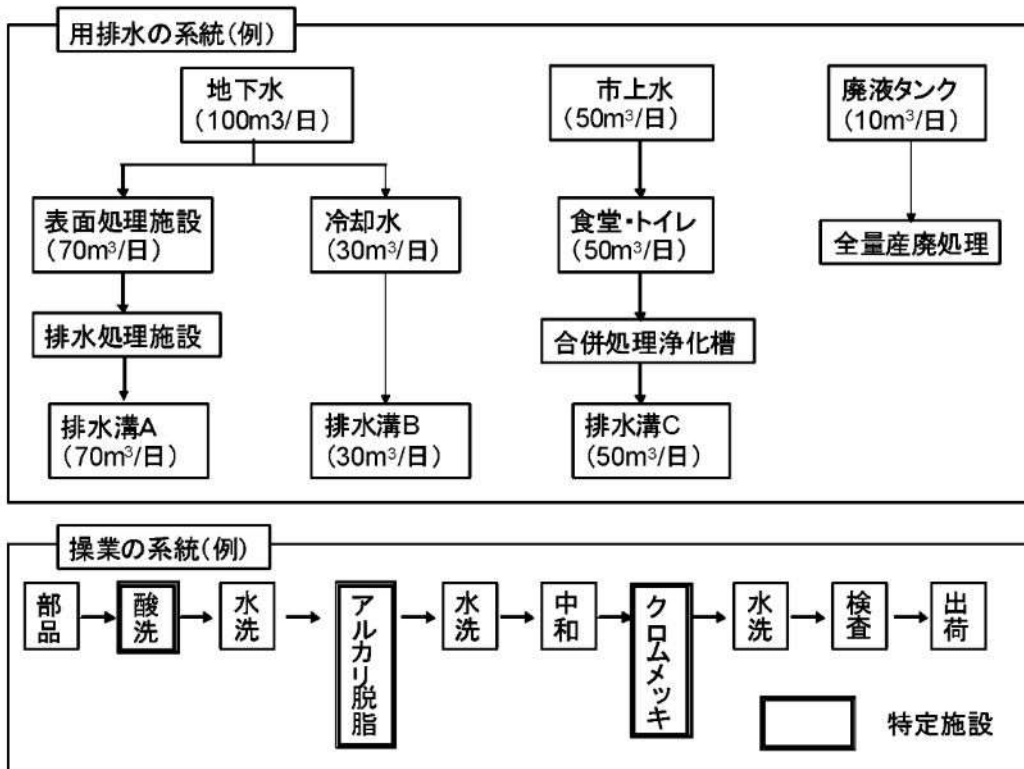 用排水の系統(例)
地下水
(100m3/日)
市上水
(50m³/日)
廃液タンク
(10m³/日)
表面処理施設
(70m³/日)
冷却水
(30m³/日)
食堂・トイレ
(50m³/日)
全量産廃処理
排水処理施設
合併処理浄化槽
排水溝A
(70m³/日)
排水溝B
(30m³/日)
排水溝C
(50m³/日)
操業の系統(例)
部品
酸洗
水洗
アルカリ脱脂
水洗
中和
クロムメッキ
水洗
検査
出荷
特定施設